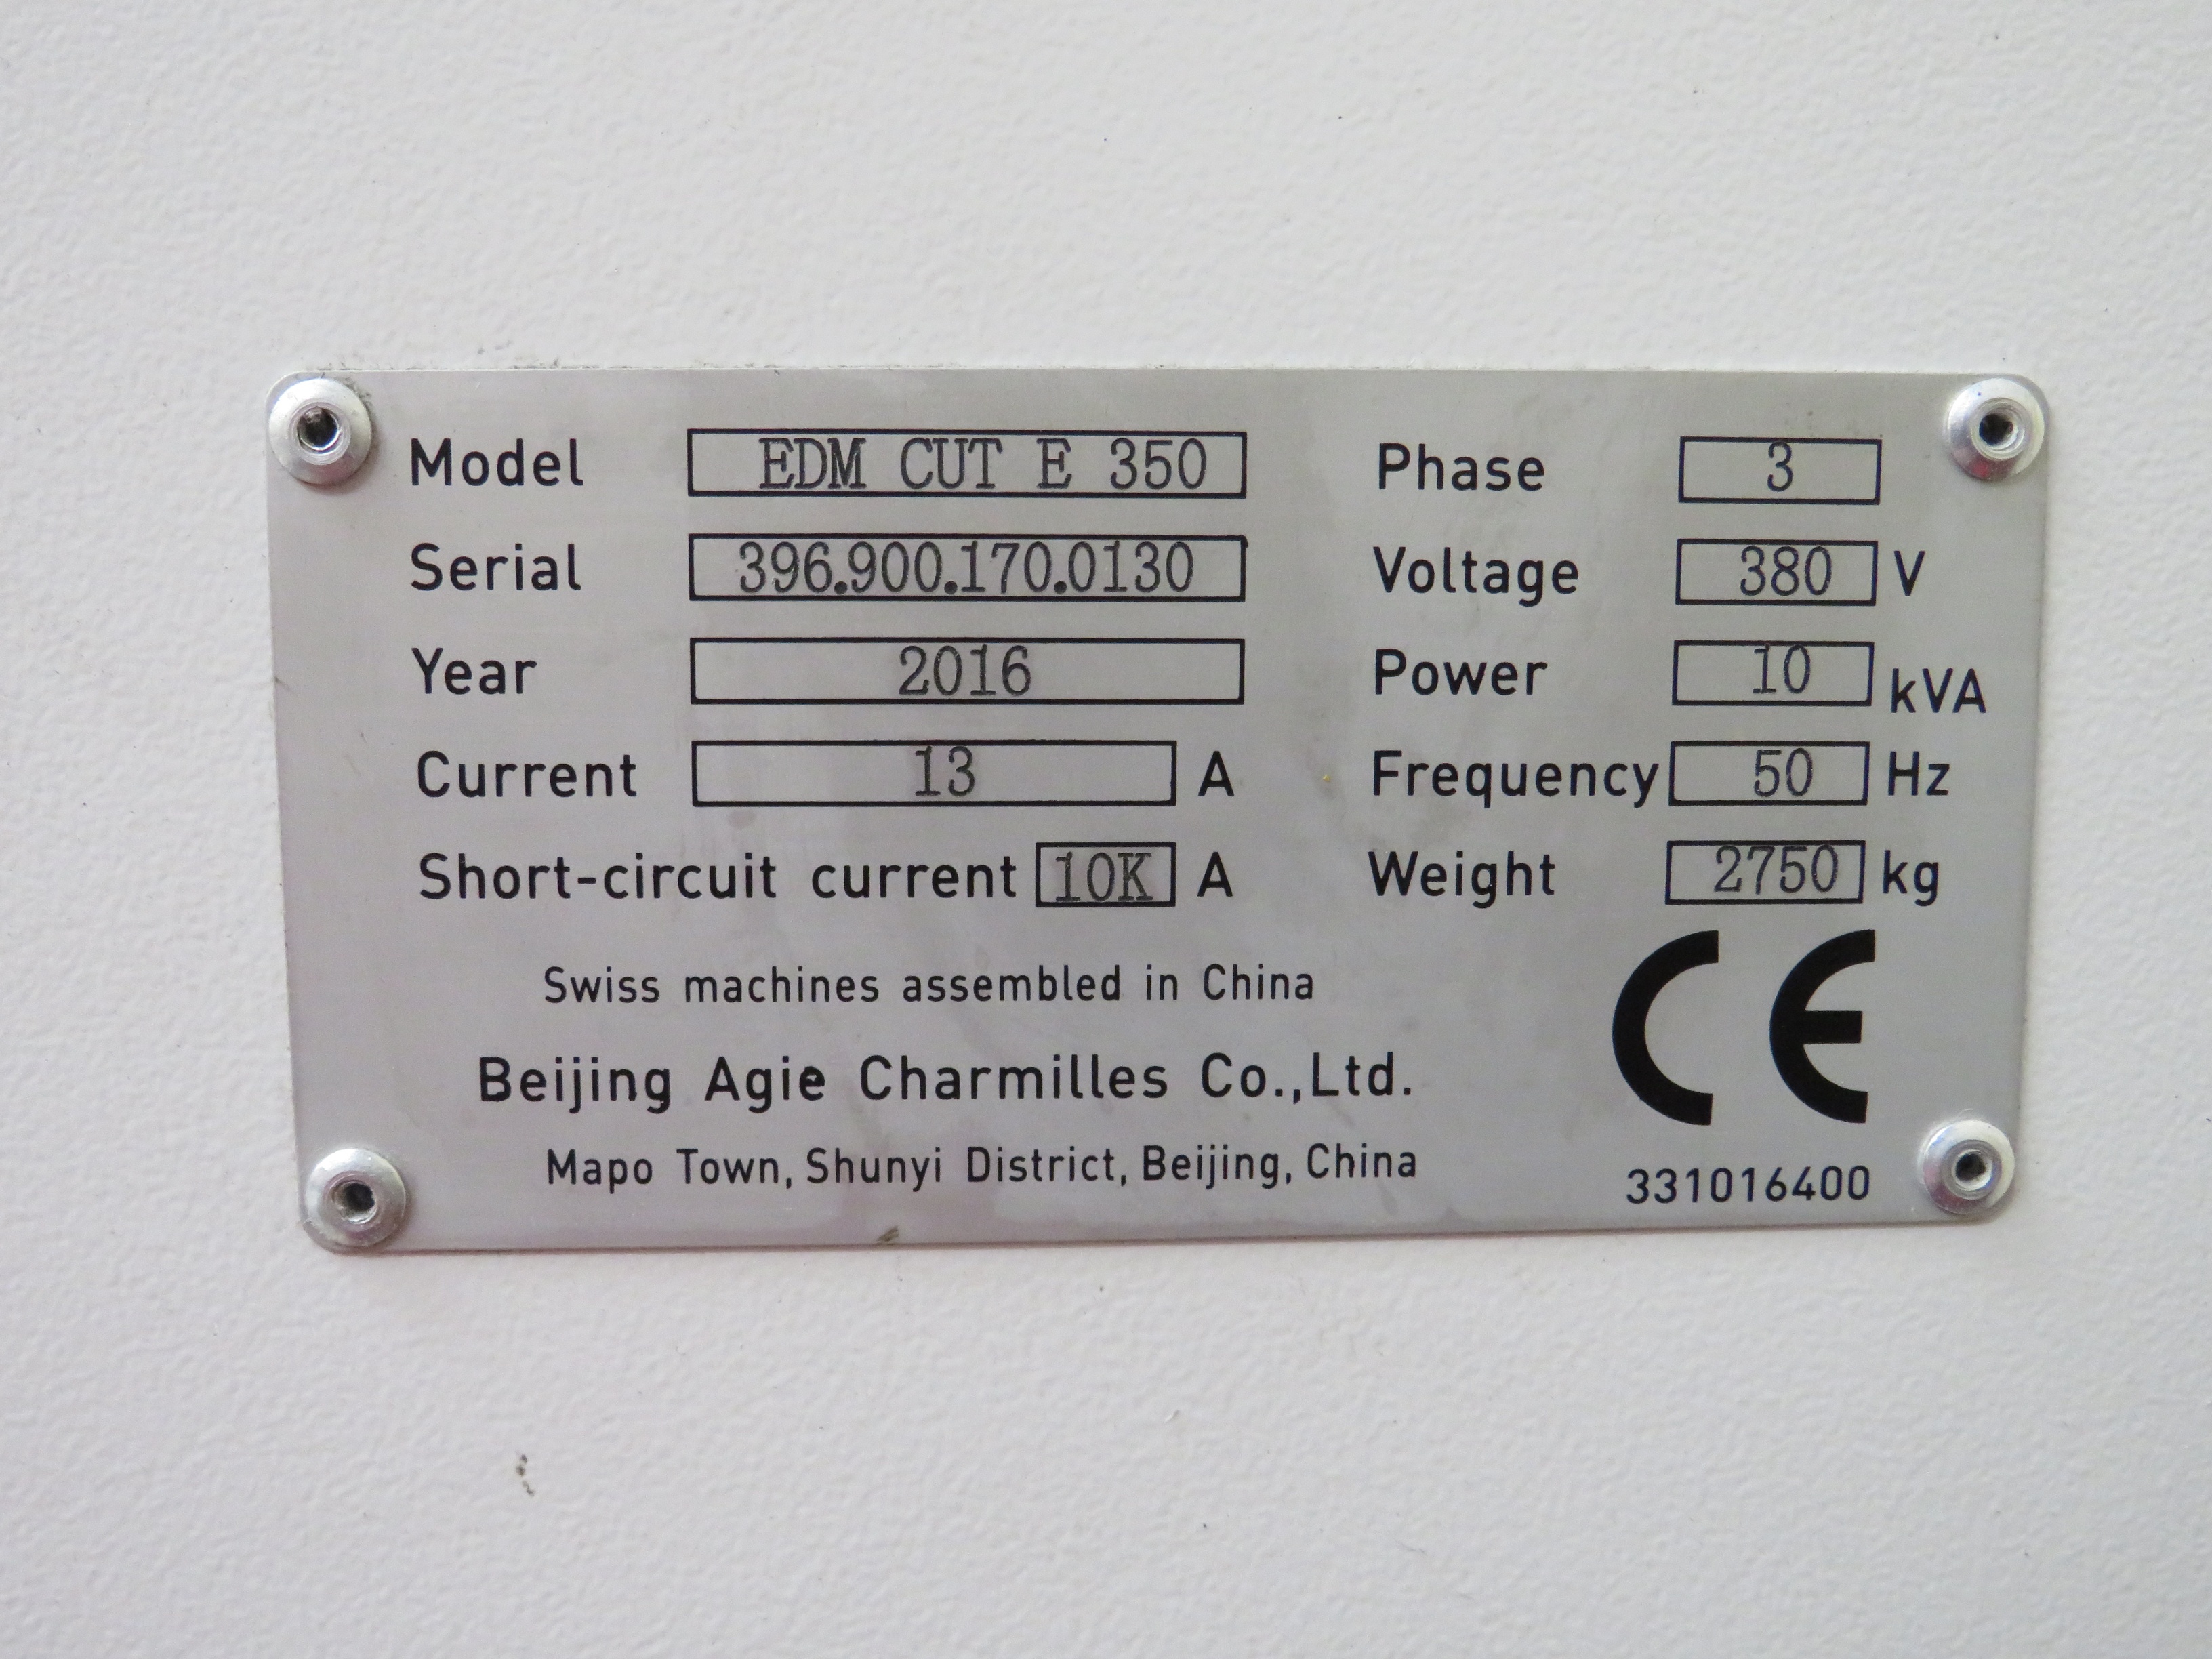 Model EDM CUT E 350 Phase 3
Serial 396.900.170.0130 Voltage 380 V
Year 2016 Power 10 kVA
Current 13 A Frequency 50 Hz
Short-circuit current 10K A Weight 2750 kg
Swiss machines assembled in China
CE
Beijing Agie Charmilles Co.,Ltd.
Mapo Town, Shunyi District, Beijing, China
331016400